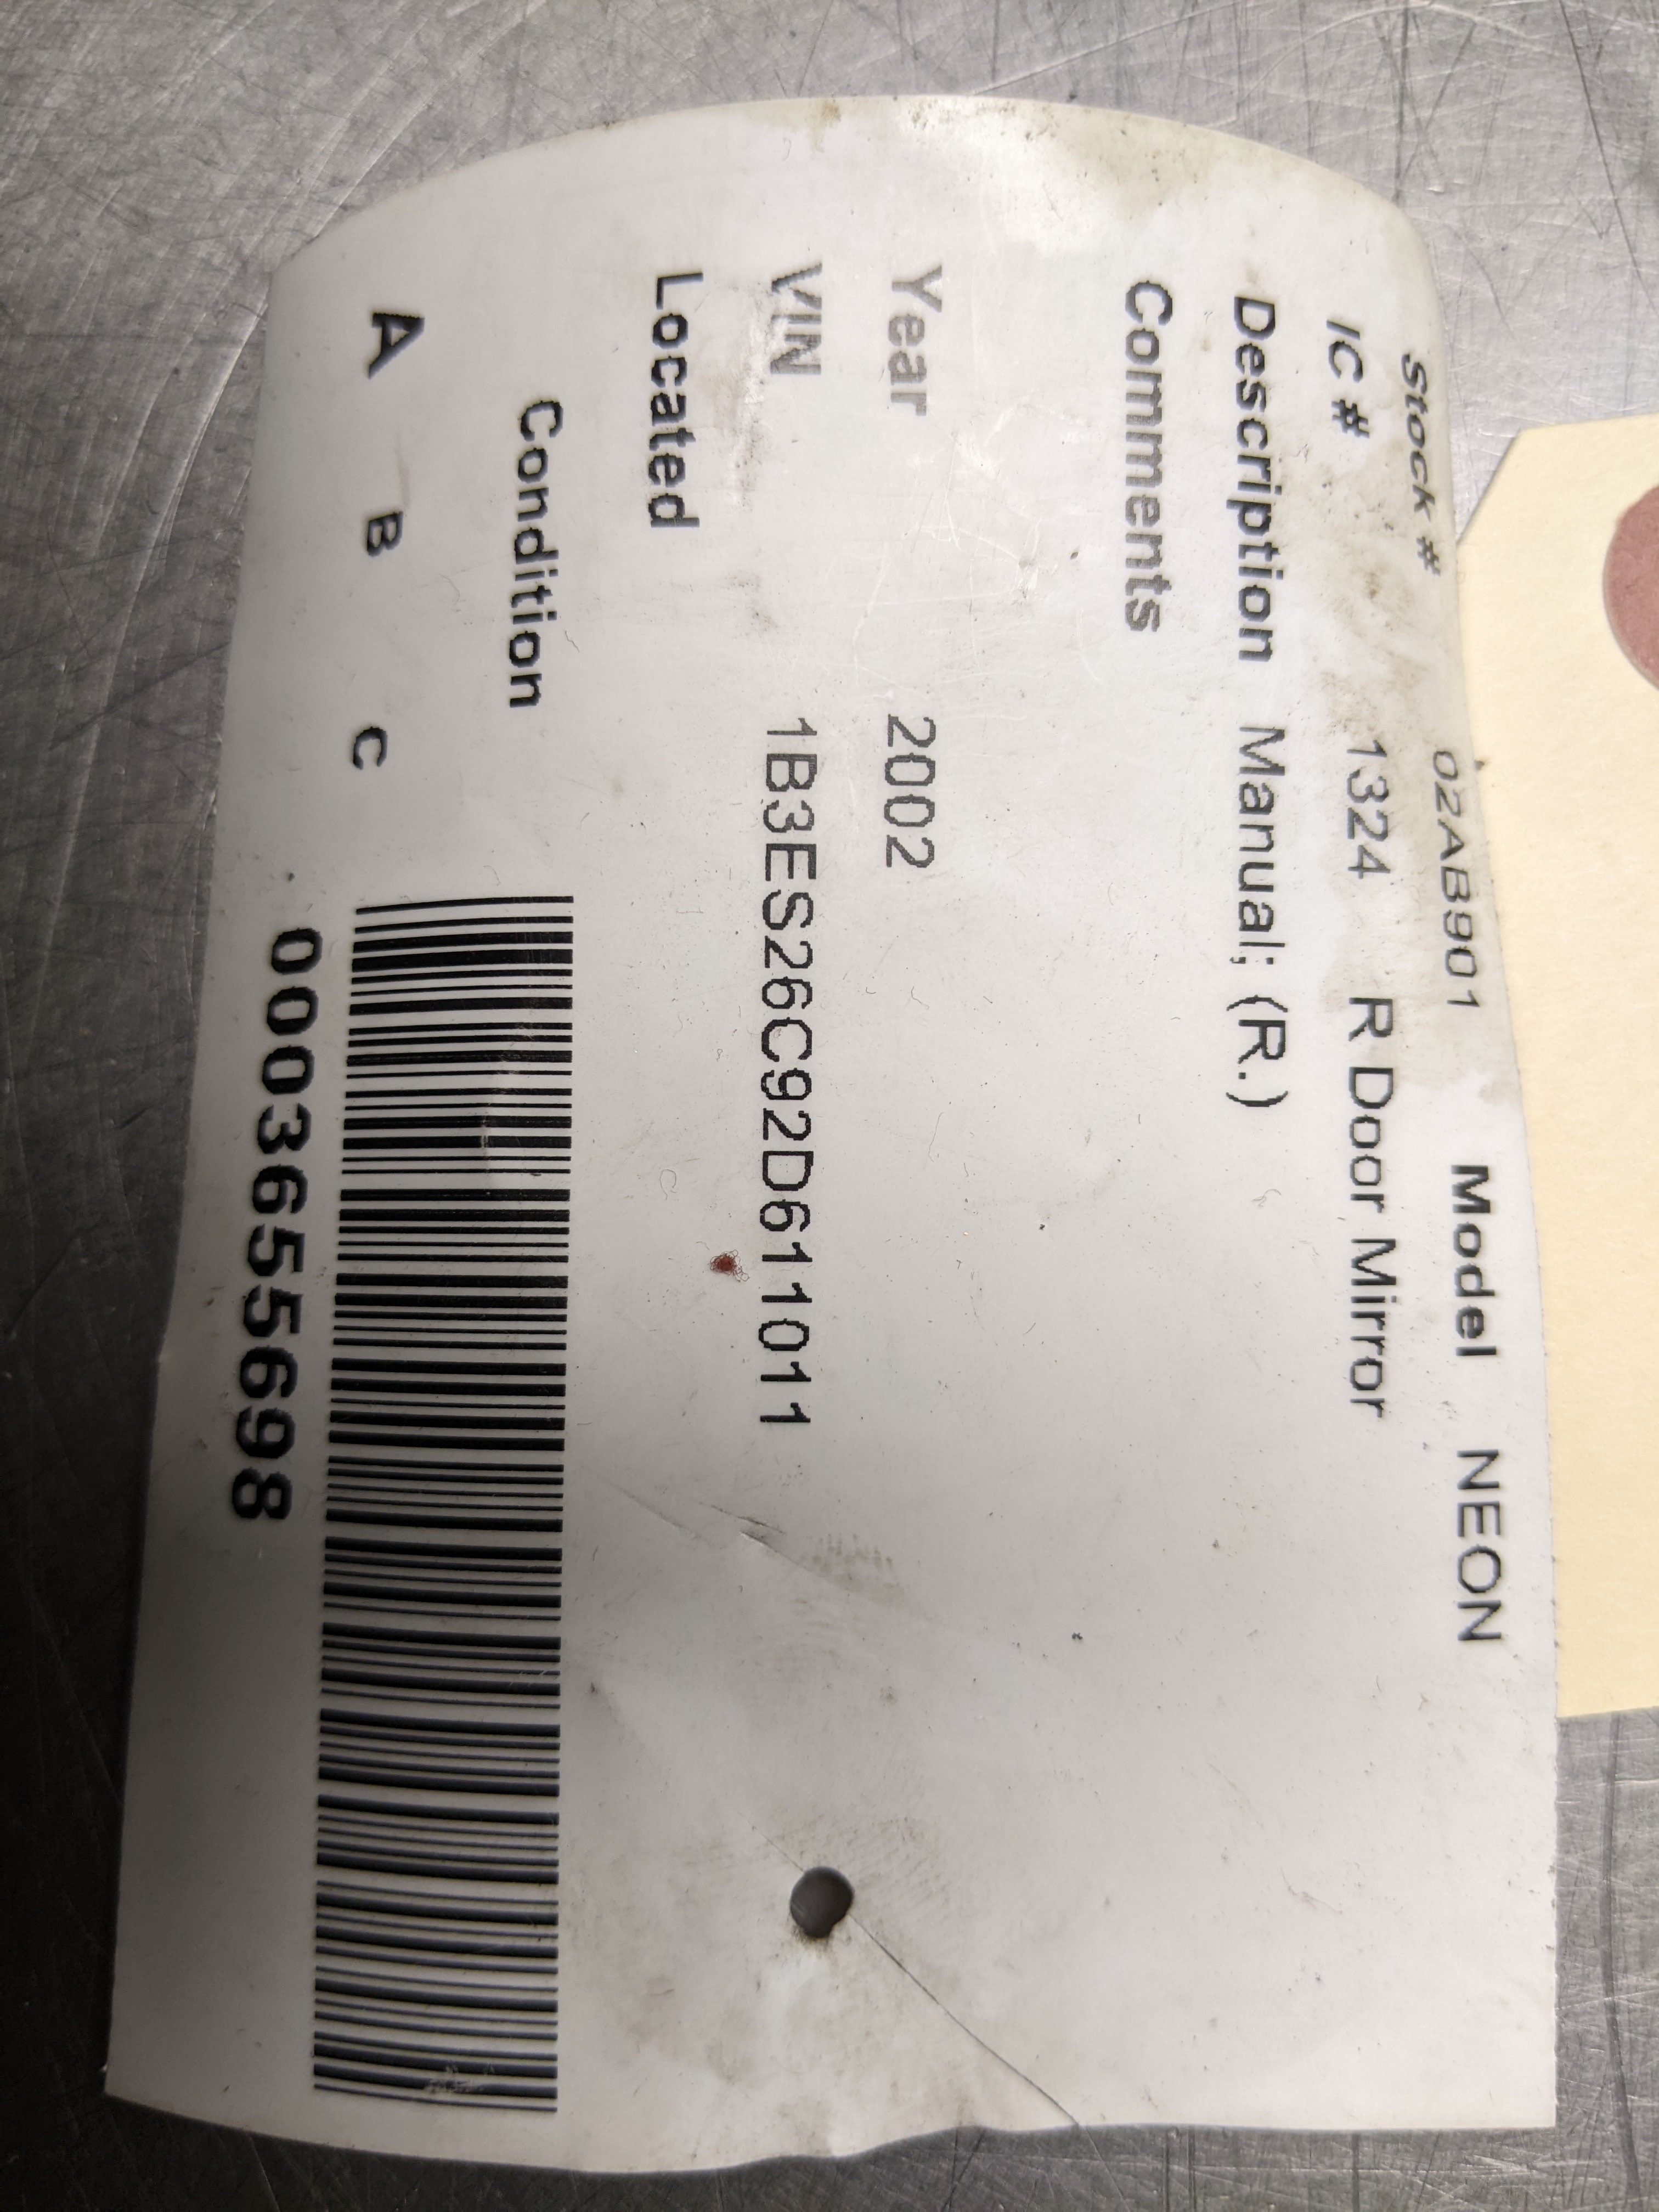 Stock # 02AB901 Model NEON
IC # 1324 R Door Mirror
Description Manual; (R.)
Comments
Year 2002
VIN 1B3ES26C92D611011
Located
Condition
A B C
0003655698